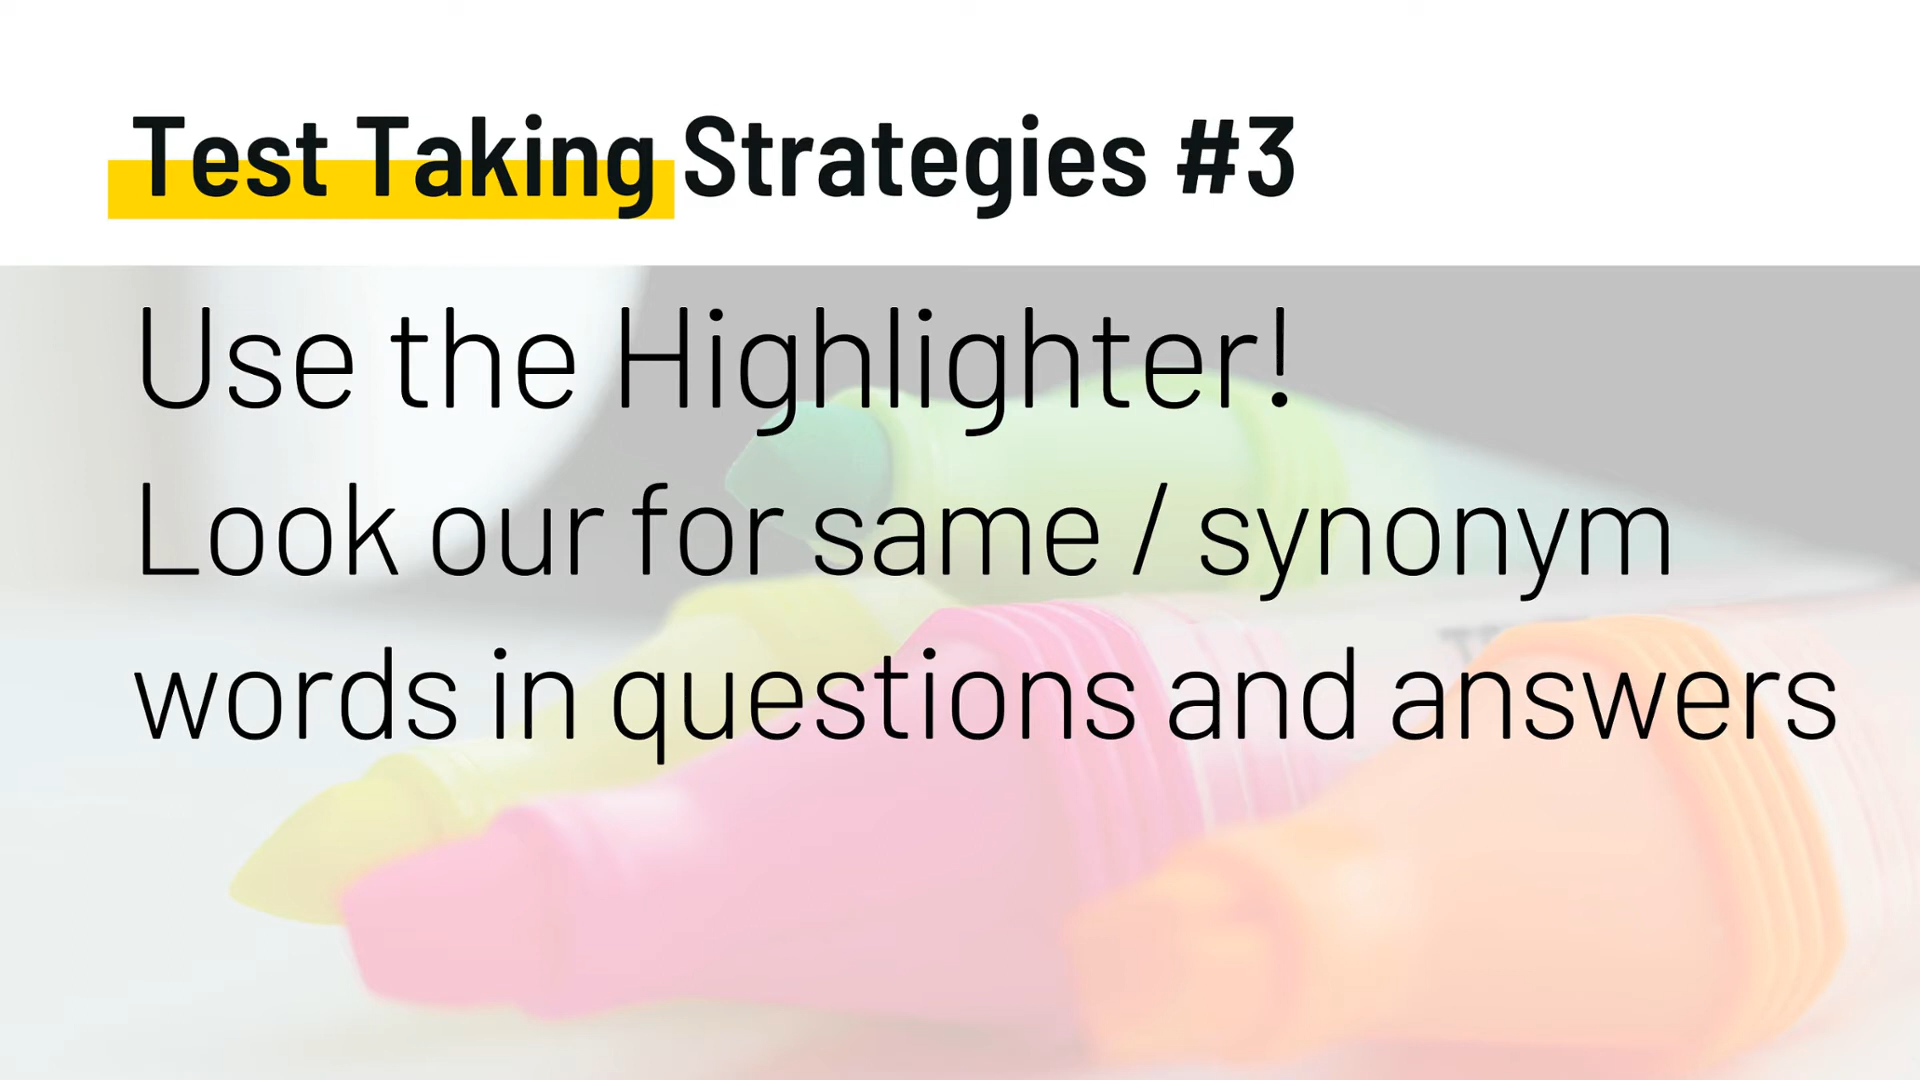 Test Taking Strategies #3
Use the Highlighter!
Look our for same / synonym
words in questions and answers